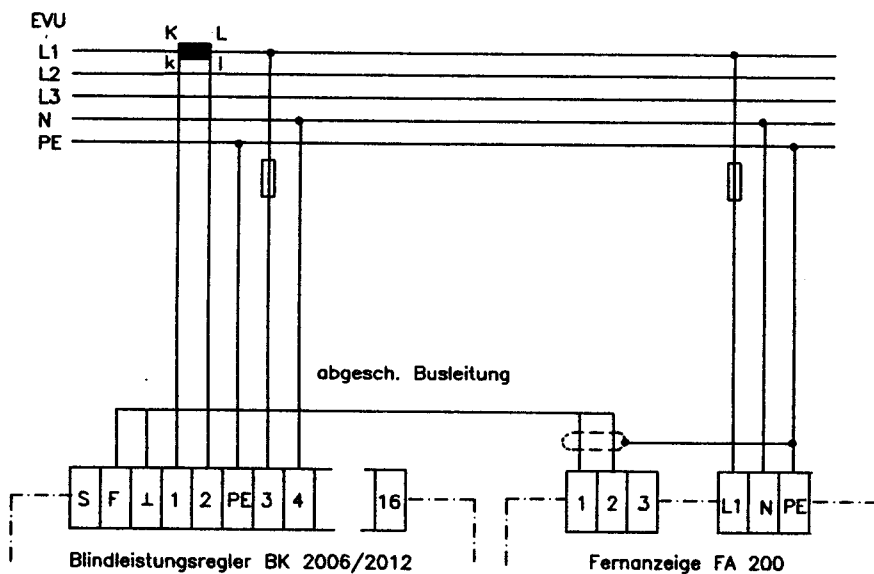 EVU
K L
L1
k l
L2
L3
N
PE
abgesch. Busleitung
S F ⊥ 1 2 PE 3 4 16
1 2 3
L1 N PE
Blindleistungsregler BK 2006/2012
Fernanzeige FA 200